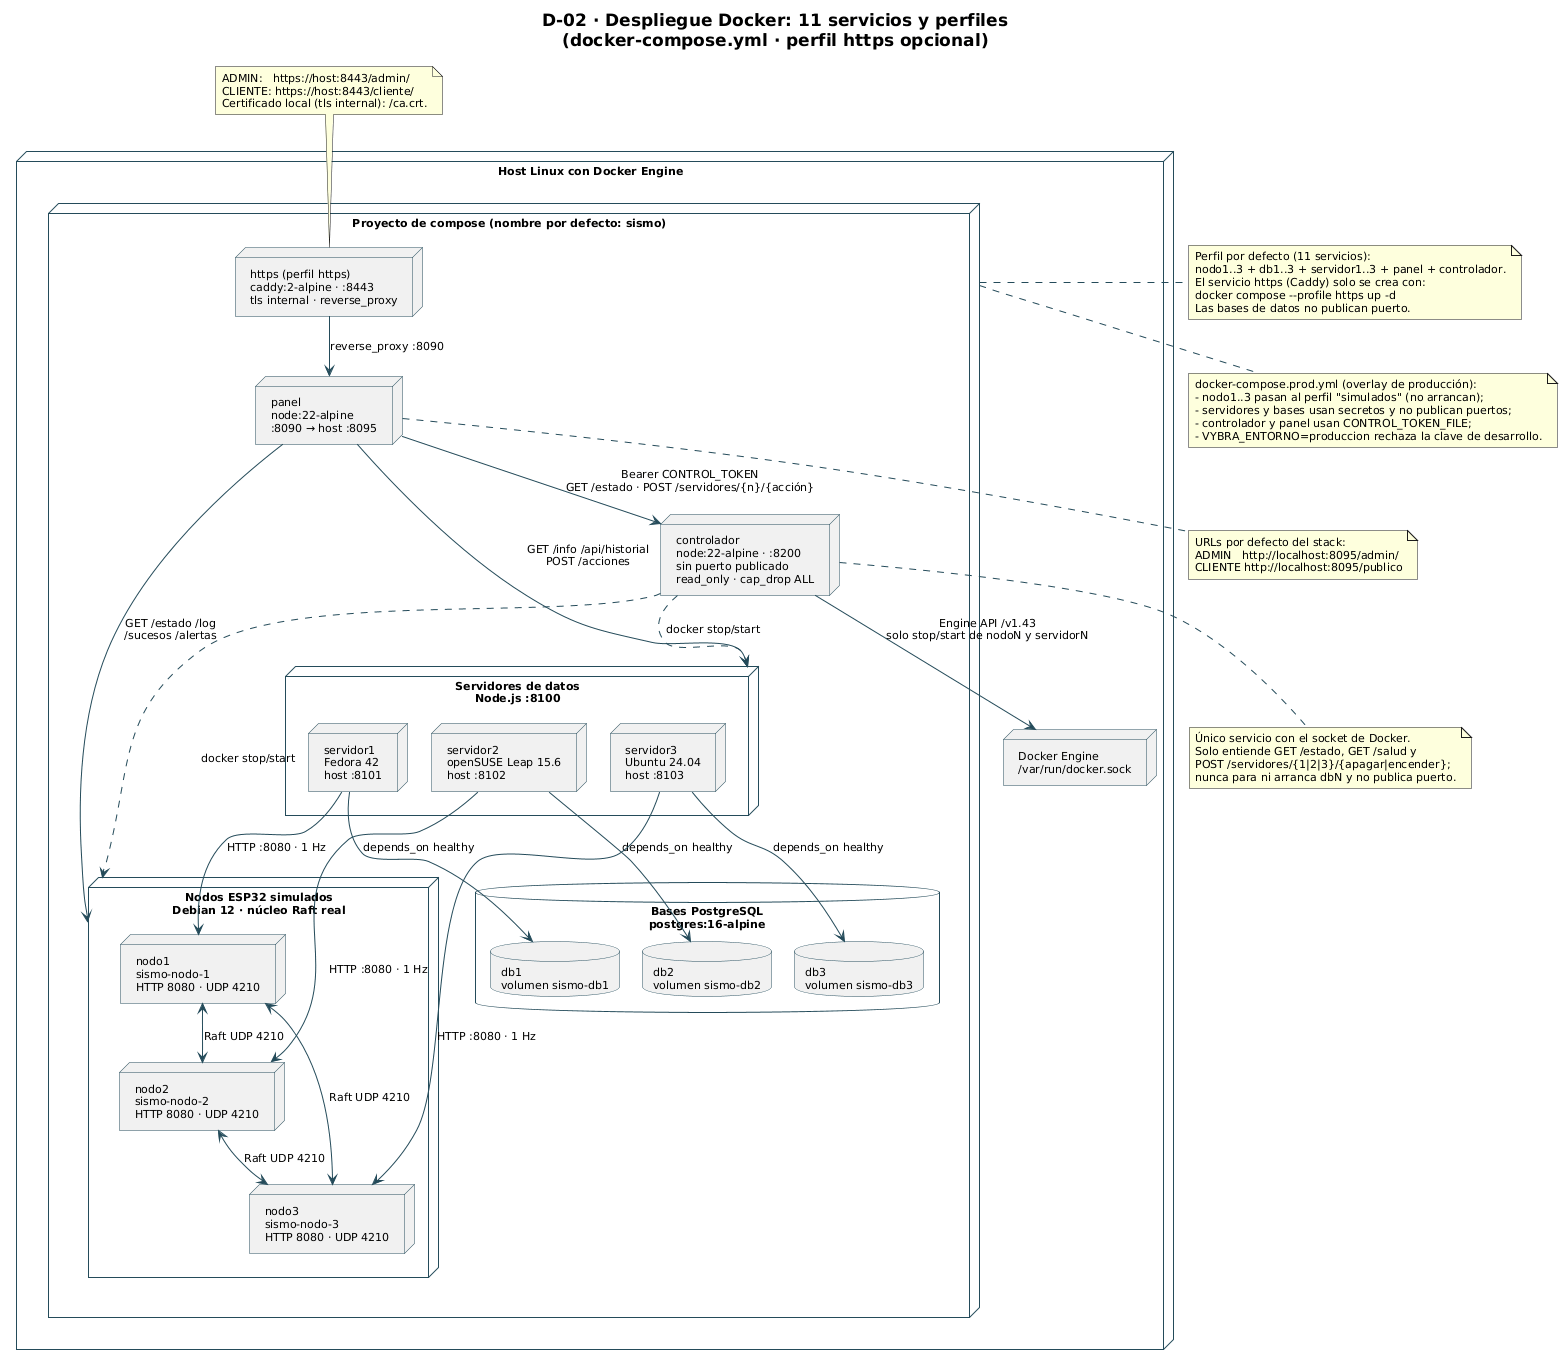 D-02 · Despliegue Docker: 11 servicios y perfiles
(docker-compose.yml · perfil https opcional)
ADMIN:   https://host:8443/admin/
CLIENTE: https://host:8443/cliente/
Certificado local (tls internal): /ca.crt.
Host Linux con Docker Engine
Proyecto de compose (nombre por defecto: sismo)
https (perfil https)
caddy:2-alpine · :8443
tls internal · reverse_proxy
Perfil por defecto (11 servicios):
nodo1..3 + db1..3 + servidor1..3 + panel + controlador.
El servicio https (Caddy) solo se crea con:
docker compose --profile https up -d
Las bases de datos no publican puerto.
reverse_proxy :8090
panel
node:22-alpine
:8090 → host :8095
docker-compose.prod.yml (overlay de producción):
- nodo1..3 pasan al perfil "simulados" (no arrancan);
- servidores y bases usan secretos y no publican puertos;
- controlador y panel usan CONTROL_TOKEN_FILE;
- VYBRA_ENTORNO=produccion rechaza la clave de desarrollo.
Bearer CONTROL_TOKEN
GET /estado · POST /servidores/{n}/{acción}
controlador
node:22-alpine · :8200
sin puerto publicado
read_only · cap_drop ALL
GET /info /api/historial
POST /acciones
URLs por defecto del stack:
ADMIN   http://localhost:8095/admin/
CLIENTE http://localhost:8095/publico
GET /estado /log
/sucesos /alertas
docker stop/start
Engine API /v1.43
solo stop/start de nodoN y servidorN
Servidores de datos
Node.js :8100
servidor1
Fedora 42
host :8101
servidor2
openSUSE Leap 15.6
host :8102
servidor3
Ubuntu 24.04
host :8103
docker stop/start
Docker Engine
/var/run/docker.sock
Único servicio con el socket de Docker.
Solo entiende GET /estado, GET /salud y
POST /servidores/{1|2|3}/{apagar|encender};
nunca para ni arranca dbN y no publica puerto.
HTTP :8080 · 1 Hz
depends_on healthy
depends_on healthy
depends_on healthy
Nodos ESP32 simulados
Debian 12 · núcleo Raft real
Bases PostgreSQL
postgres:16-alpine
nodo1
sismo-nodo-1
HTTP 8080 · UDP 4210
HTTP :8080 · 1 Hz
db1
volumen sismo-db1
db2
volumen sismo-db2
db3
volumen sismo-db3
Raft UDP 4210
HTTP :8080 · 1 Hz
nodo2
sismo-nodo-2
HTTP 8080 · UDP 4210
Raft UDP 4210
Raft UDP 4210
nodo3
sismo-nodo-3
HTTP 8080 · UDP 4210